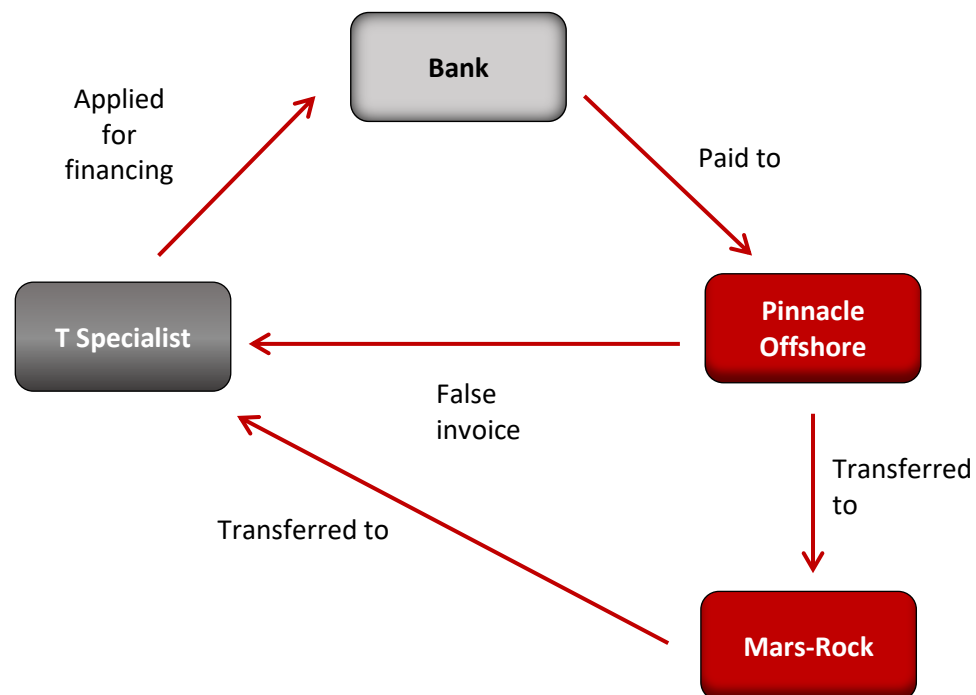 Bank
Applied
for
financing
Paid to
T Specialist
Pinnacle
Offshore
False
invoice
Transferred
to
Transferred to
Mars-Rock